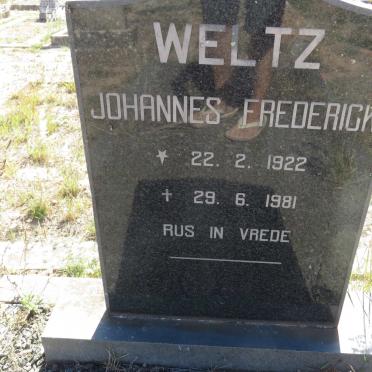 WELTZ
JOHANNES FREDERICK
★ 22. 2. 1922
✝ 29. 6. 1981
RUS IN VREDE